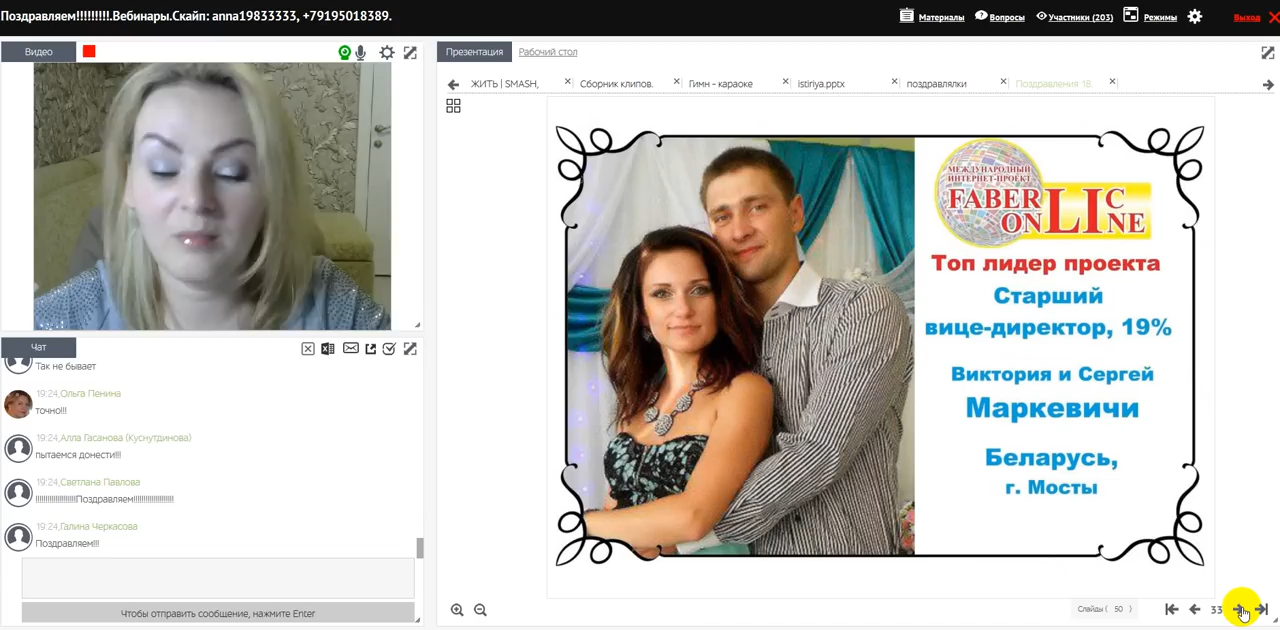 Поздравляем!!!!!!!!!.Вебинары.Скайп: anna19833333, +79195018389.
Материалы
Вопросы
Участники (203)
Режимы
Выход
Видео
Чат
Так не бывает
19:24,Ольга Пенина
точно!!!
19:24,Алла Гасанова (Куснутдинова)
пытаемся донести!!!
19:24,Светлана Павлова
!!!!!!!!!!!!!!!!!!!!Поздравляем!!!!!!!!!!!!!!!!!!!
19:24,Галина Черкасова
Поздравляем!!!
Чтобы отправить сообщение, нажмите Enter
Презентация
Рабочий стол
ЖИТЬ | SMASH,
Сборник клипов.
Гимн - караоке
istiriya.pptx
поздравлялки
Поздравления 18.
МЕЖДУНАРОДНЫЙ
ИНТЕРНЕТ-ПРОЕКТ
FABERLIC
ONLINE
Топ лидер проекта
Старший
вице-директор, 19%
Виктория и Сергей
Маркевичи
Беларусь,
г. Мосты
Слайды ( 50 )
33